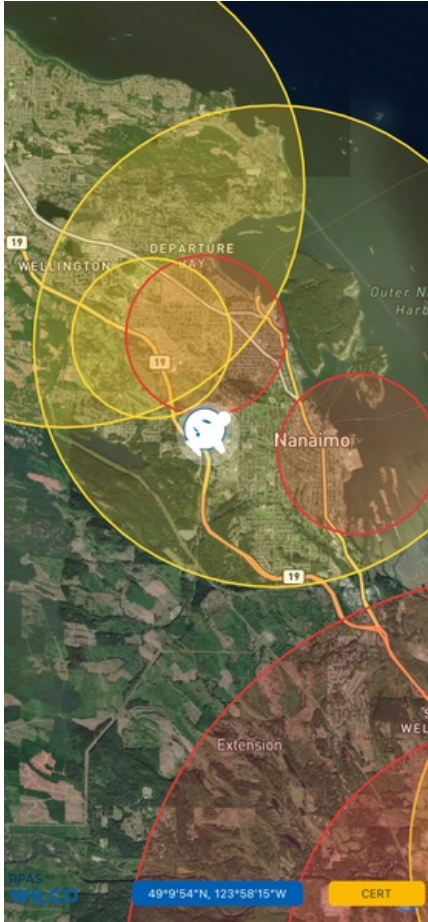 19
WELLINGTON
DEPARTURE
BAY
19
Outer N
Harb
Nanaimo
19
Extension
S
WEL
RPAS
WILCO
49°9'54"N, 123°58'15"W
CERT